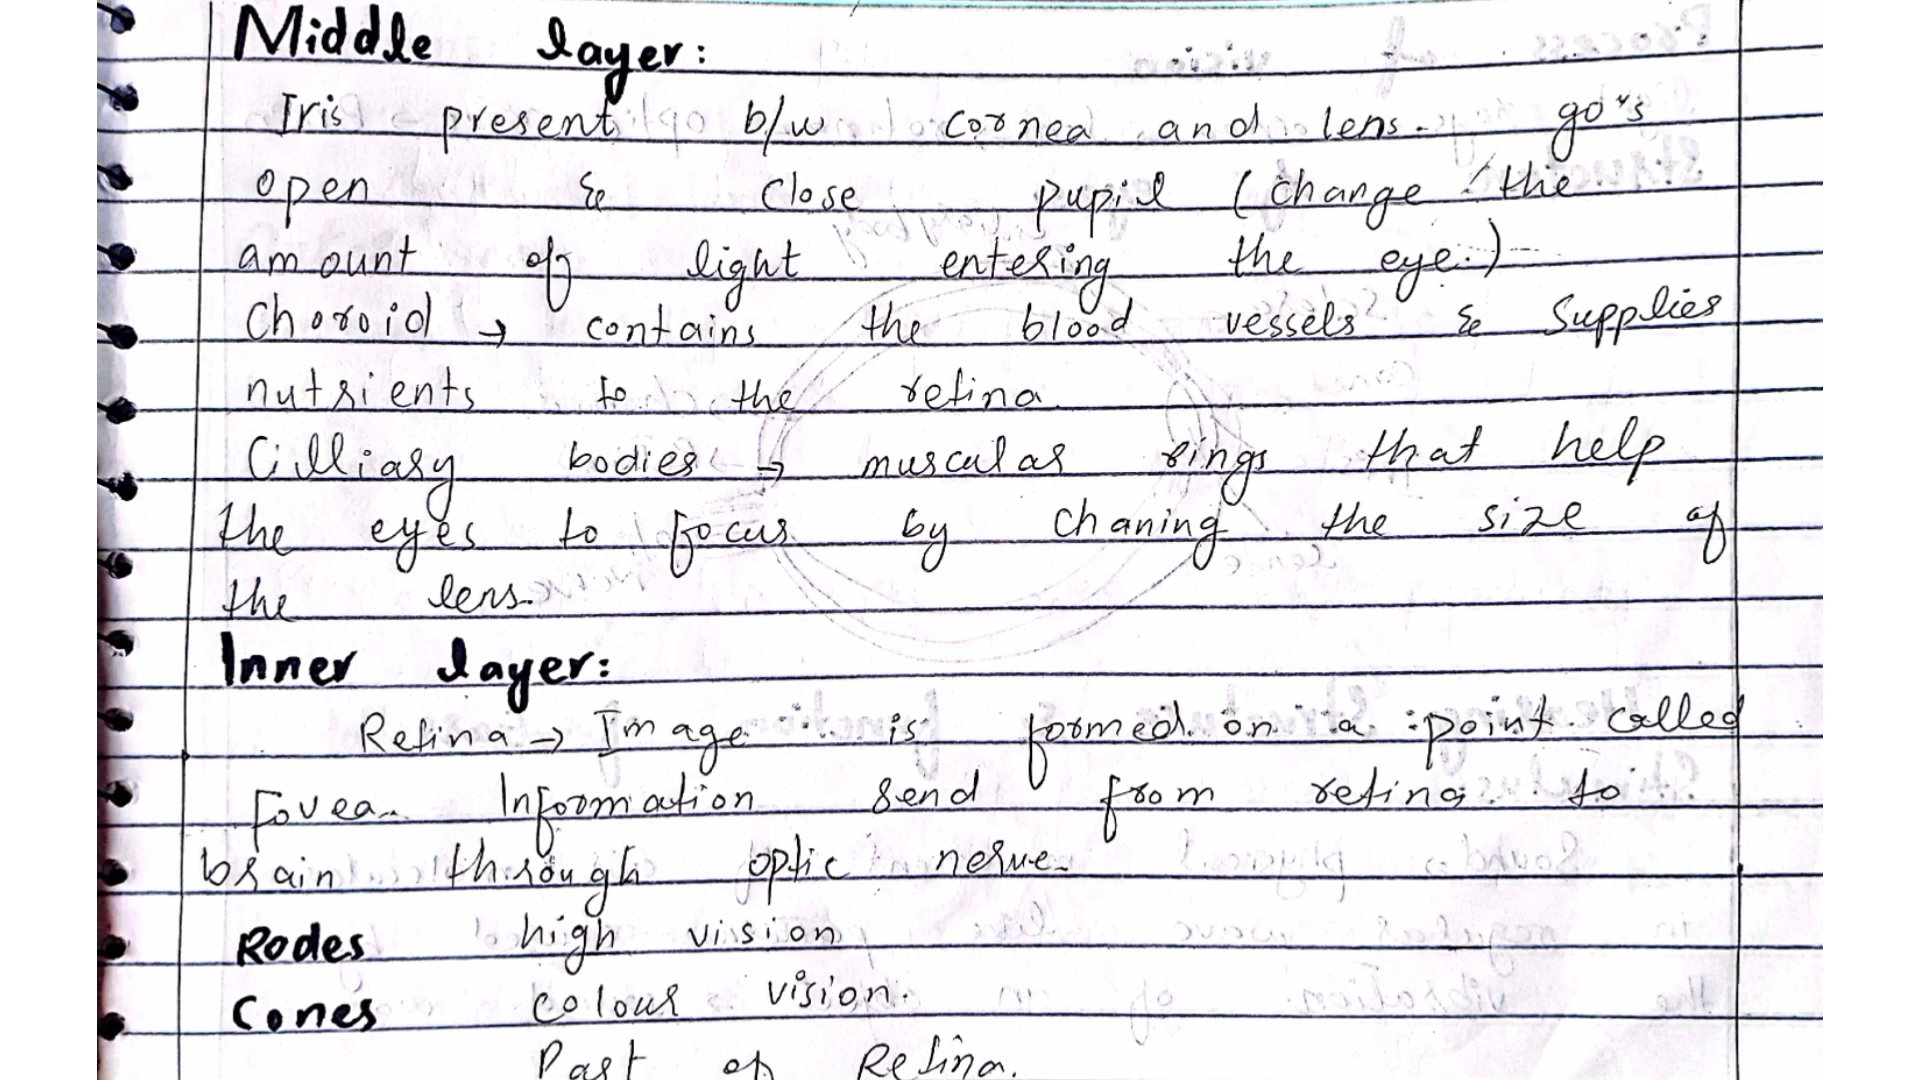 Middle layer:
Iris present b/w cornea and lens. go's
open & close pupil (change the
amount of light entering the eye.)
Choroid → contains the blood vessels & Supplies
nutrients to the retina
Cilliary bodies → muscular rings that help
the eyes to focus by chaning the size of
the lens.
Inner layer:
Retina → Image is formed on a point called
Fovea. Information send from retina to
brain through optic nerve.
Rodes high vision
Cones colour vision.
Part of Retina.